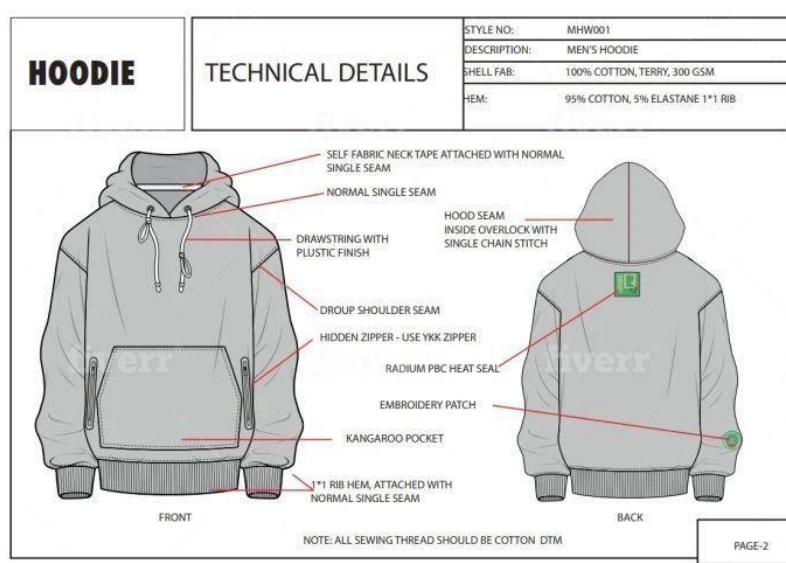 HOODIE
TECHNICAL DETAILS
STYLE NO: MHW001
DESCRIPTION: MEN'S HOODIE
SHELL FAB: 100% COTTON, TERRY, 300 GSM
HEM: 95% COTTON, 5% ELASTANE 1*1 RIB
SELF FABRIC NECK TAPE ATTACHED WITH NORMAL
SINGLE SEAM
NORMAL SINGLE SEAM
DRAWSTRING WITH
PLUSTIC FINISH
DROUP SHOULDER SEAM
HIDDEN ZIPPER - USE YKK ZIPPER
KANGAROO POCKET
1*1 RIB HEM, ATTACHED WITH
NORMAL SINGLE SEAM
FRONT
HOOD SEAM
INSIDE OVERLOCK WITH
SINGLE CHAIN STITCH
RADIUM PBC HEAT SEAL
EMBROIDERY PATCH
BACK
fiverr
fiverr
fiverr
NOTE: ALL SEWING THREAD SHOULD BE COTTON DTM
PAGE-2